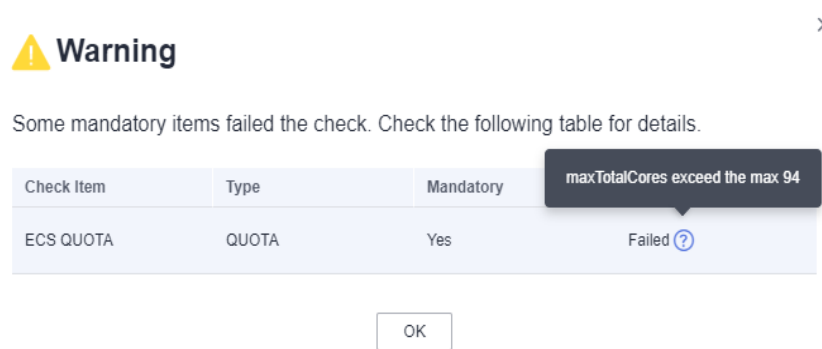 Warning
Some mandatory items failed the check. Check the following table for details.
Check Item Type Mandatory
maxTotalCores exceed the max 94
ECS QUOTA QUOTA Yes Failed
OK